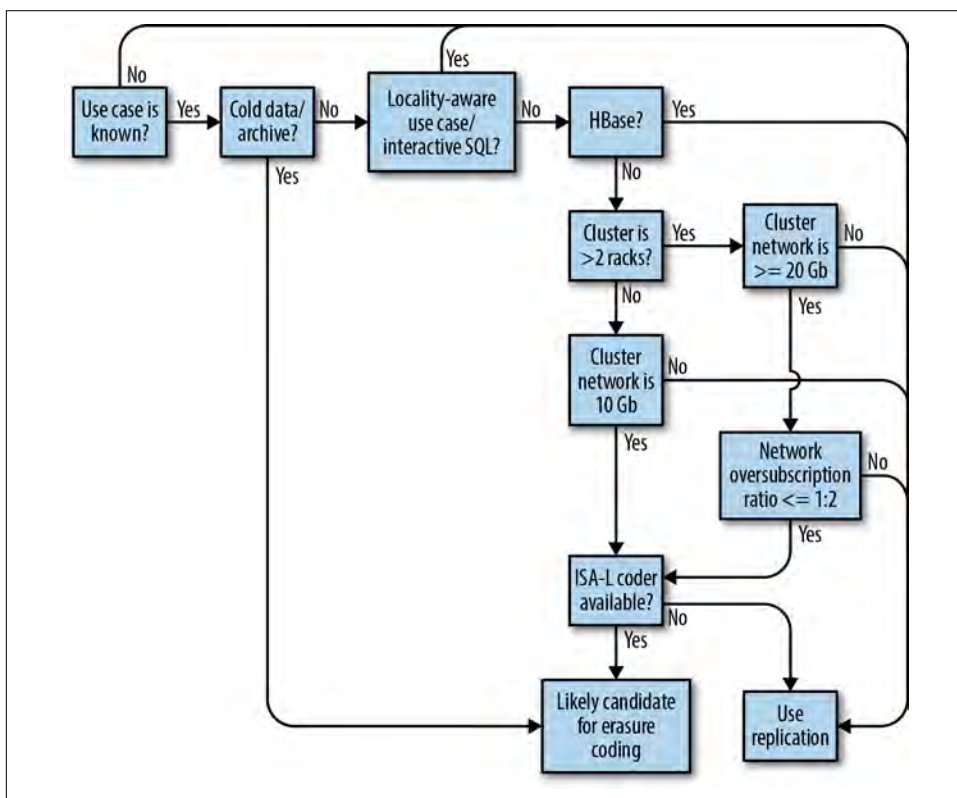 No
Yes
Use case is
known?
Yes
Cold data/
archive?
No
Locality-aware
use case/
interactive SQL?
No
HBase?
Yes
Yes
No
Cluster is
>2 racks?
Yes
Cluster
network is
>= 20 Gb
No
No
Yes
Cluster
network is
10 Gb
No
Yes
Network
oversubscription
ratio <= 1:2
No
Yes
ISA-L coder
available?
No
Yes
Likely candidate
for erasure
coding
Use
replication